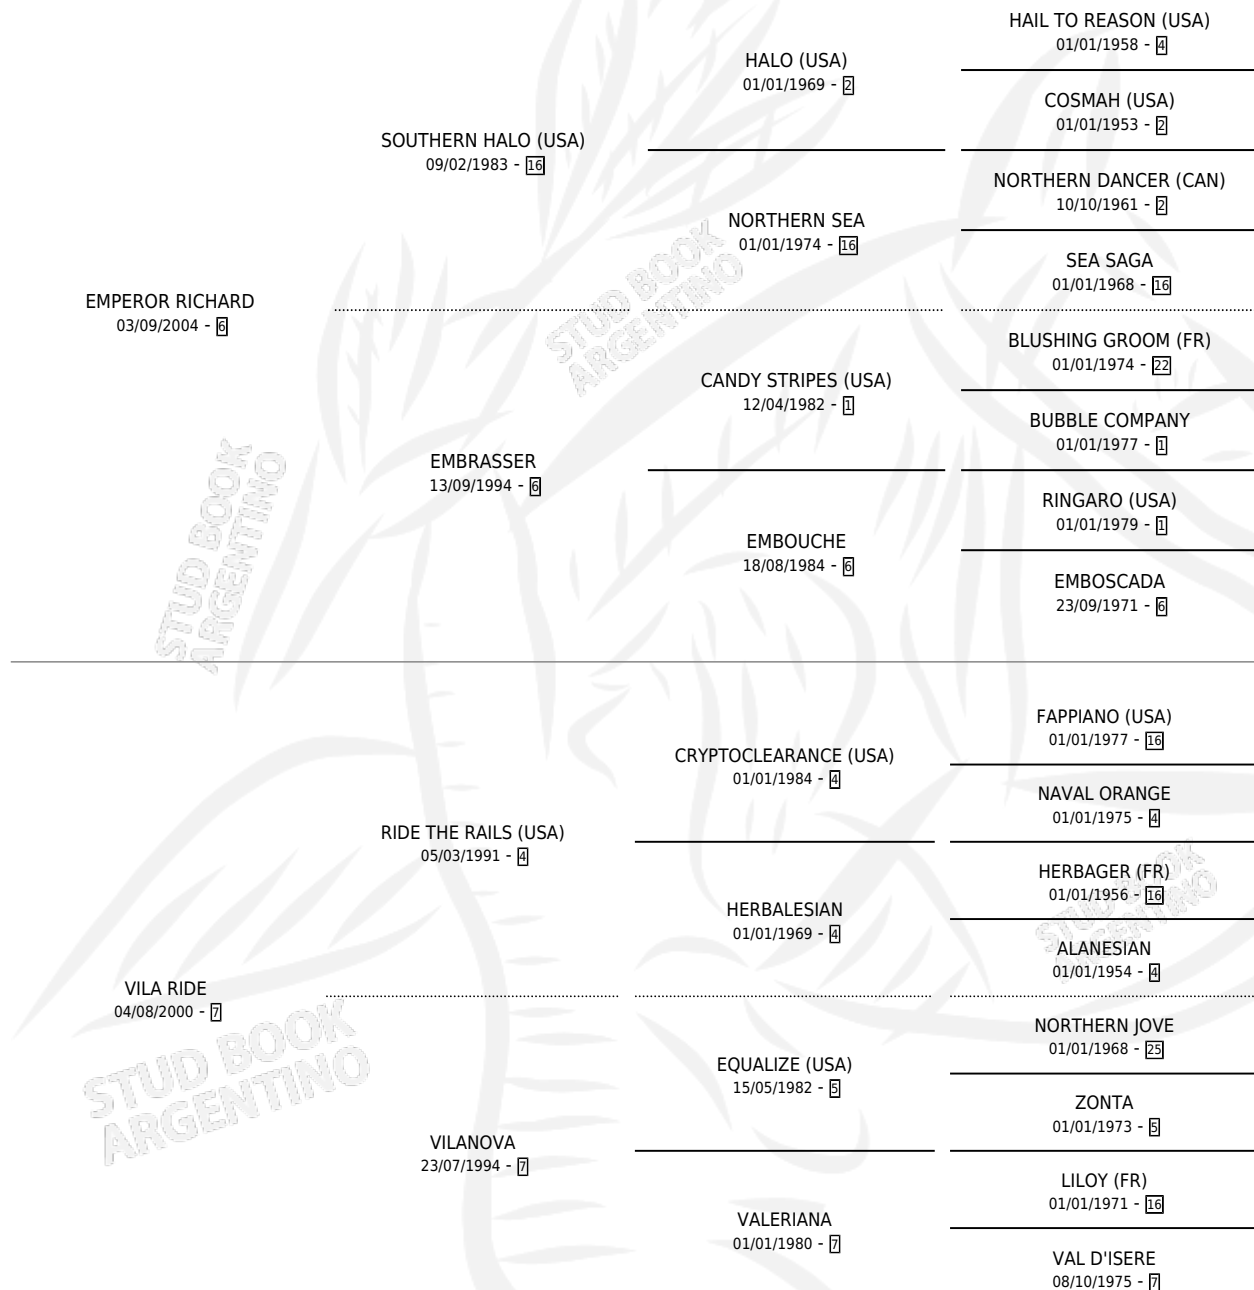 HAIL TO REASON (USA)
01/01/1958 - 4
HALO (USA)
01/01/1969 - 2
COSMAH (USA)
01/01/1953 - 2
SOUTHERN HALO (USA)
09/02/1983 - 16
NORTHERN DANCER (CAN)
10/10/1961 - 2
NORTHERN SEA
01/01/1974 - 16
SEA SAGA
01/01/1968 - 16
EMPEROR RICHARD
03/09/2004 - 6
BLUSHING GROOM (FR)
01/01/1974 - 22
CANDY STRIPES (USA)
12/04/1982 - 1
BUBBLE COMPANY
01/01/1977 - 1
EMBRASSER
13/09/1994 - 6
RINGARO (USA)
01/01/1979 - 1
EMBOUCHE
18/08/1984 - 6
EMBOSCADA
23/09/1971 - 6
FAPPIANO (USA)
01/01/1977 - 16
CRYPTOCLEARANCE (USA)
01/01/1984 - 4
NAVAL ORANGE
01/01/1975 - 4
RIDE THE RAILS (USA)
05/03/1991 - 4
HERBAGER (FR)
01/01/1956 - 16
HERBALESIAN
01/01/1969 - 4
ALANESIAN
01/01/1954 - 4
VILA RIDE
04/08/2000 - 7
NORTHERN JOVE
01/01/1968 - 25
EQUALIZE (USA)
15/05/1982 - 5
ZONTA
01/01/1973 - 5
VILANOVA
23/07/1994 - 7
LILOY (FR)
01/01/1971 - 16
VALERIANA
01/01/1980 - 7
VAL D'ISERE
08/10/1975 - 7
STUD BOOK
ARGENTINO
STUD BOOK
ARGENTINO
STUD BOOK
ARGENTINO
STUD BOOK
ARGENTINO